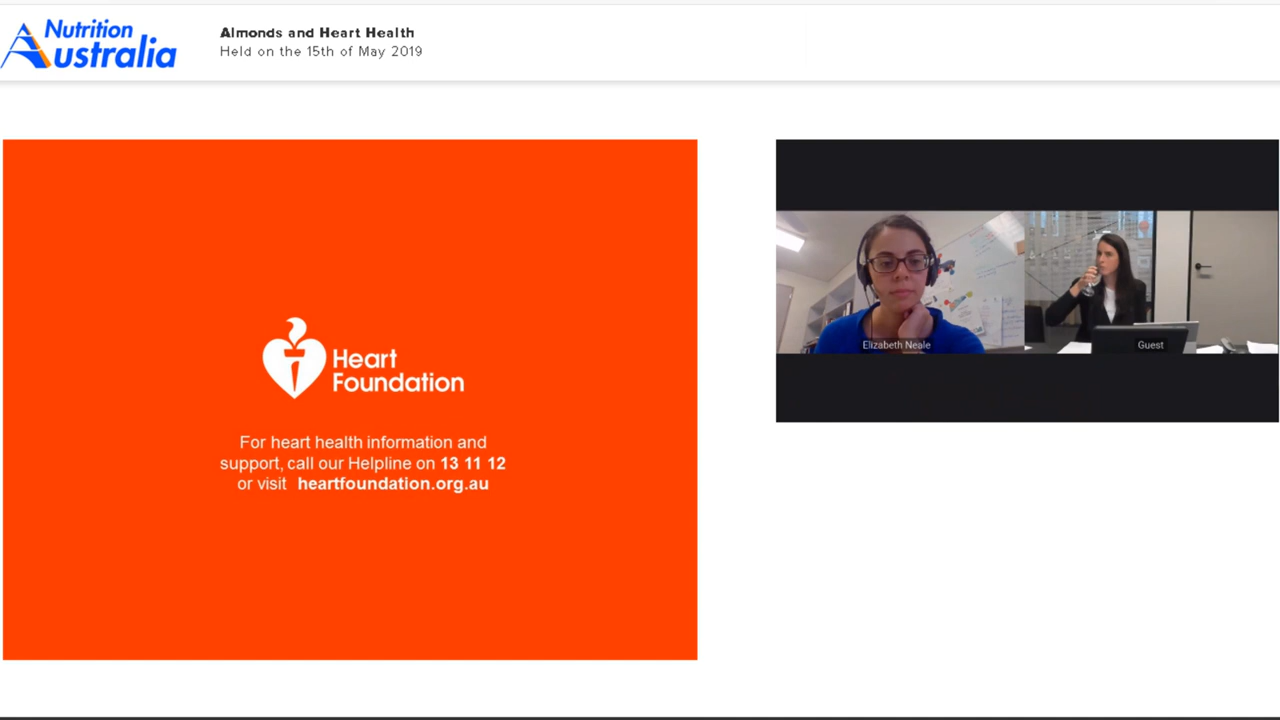 Nutrition
Australia
Almonds and Heart Health
Held on the 15th of May 2019
Heart
Foundation
For heart health information and
support, call our Helpline on 13 11 12
or visit heartfoundation.org.au
Elizabeth Neale
Guest